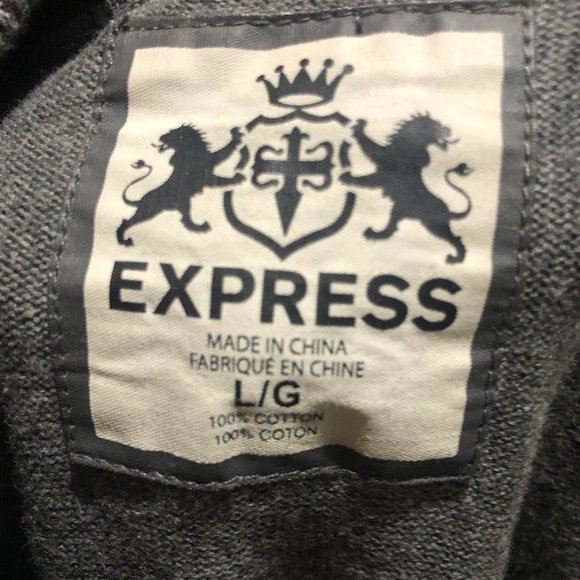 EXPRESS
MADE IN CHINA
FABRIQUÉ EN CHINE
L/G
100% COTTON
100% COTON